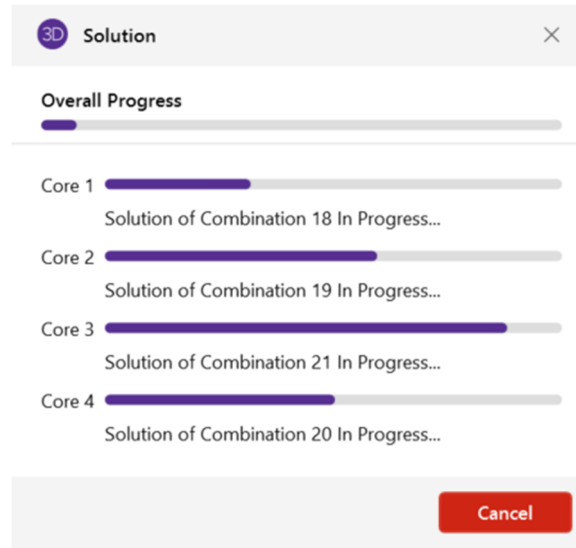 3D Solution
Overall Progress
Core 1
Solution of Combination 18 In Progress...
Core 2
Solution of Combination 19 In Progress...
Core 3
Solution of Combination 21 In Progress...
Core 4
Solution of Combination 20 In Progress...
Cancel